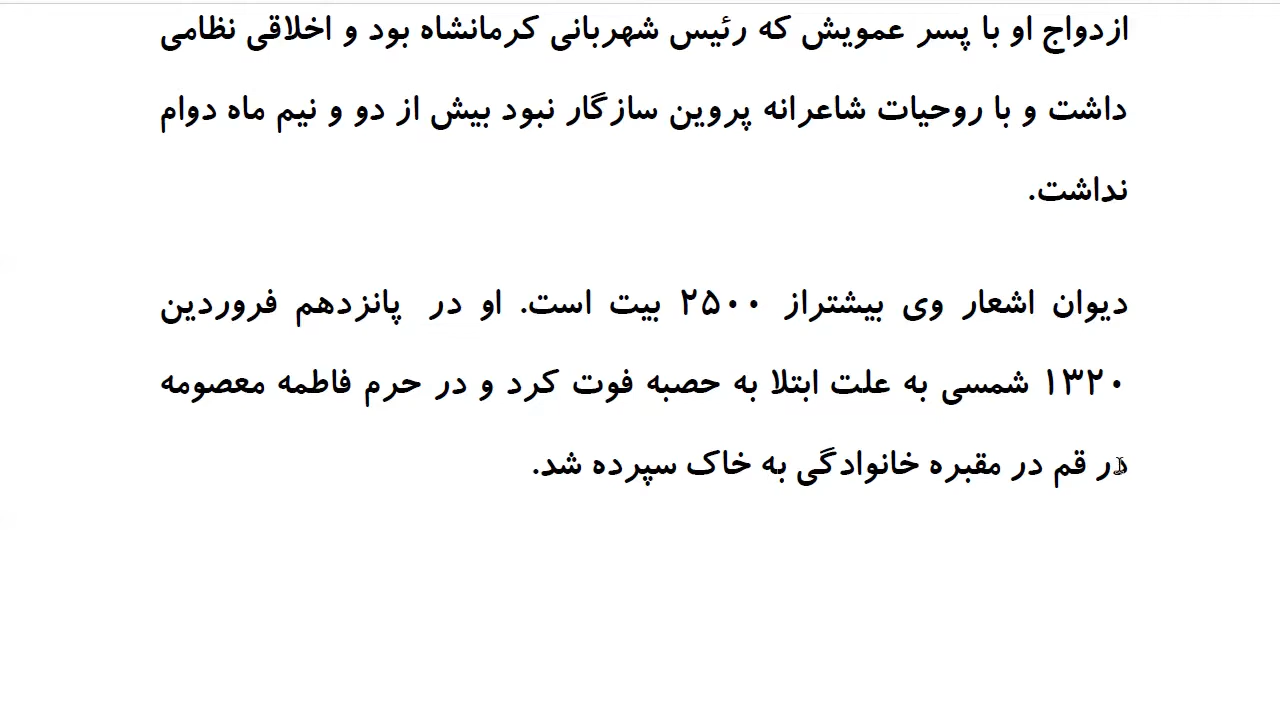 ازدواج او با پسر عمویش که رئیس شهربانی کرمانشاه بود و اخلاقی نظامی
داشت و با روحیات شاعرانه پروین سازگار نبود بیش از دو و نیم ماه دوام
نداشت.
دیوان اشعار وی بیشتراز ۲۵۰۰ بیت است. او در پانزدهم فروردین
۱۳۲۰ شمسی به علت ابتلا به حصبه فوت کرد و در حرم فاطمه معصومه
در قم در مقبره خانوادگی به خاک سپرده شد.